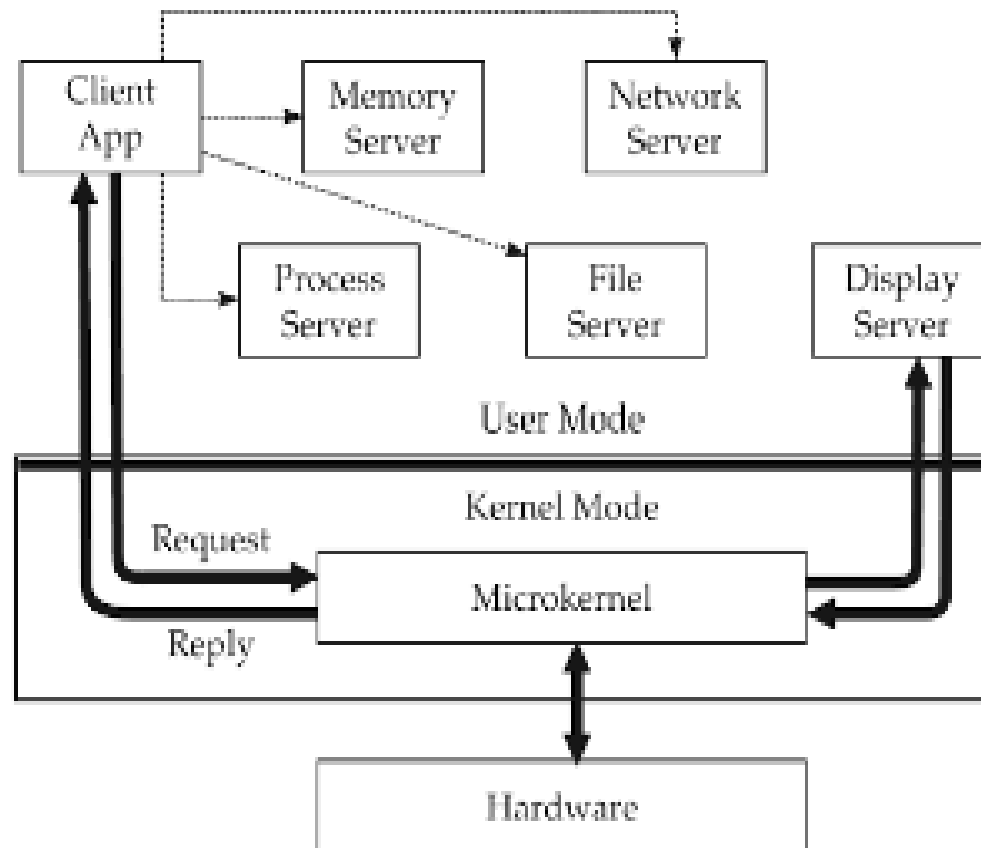 Client
App
Memory
Server
Network
Server
Process
Server
File
Server
Display
Server
User Mode
Kernel Mode
Request
Microkernel
Reply
Hardware